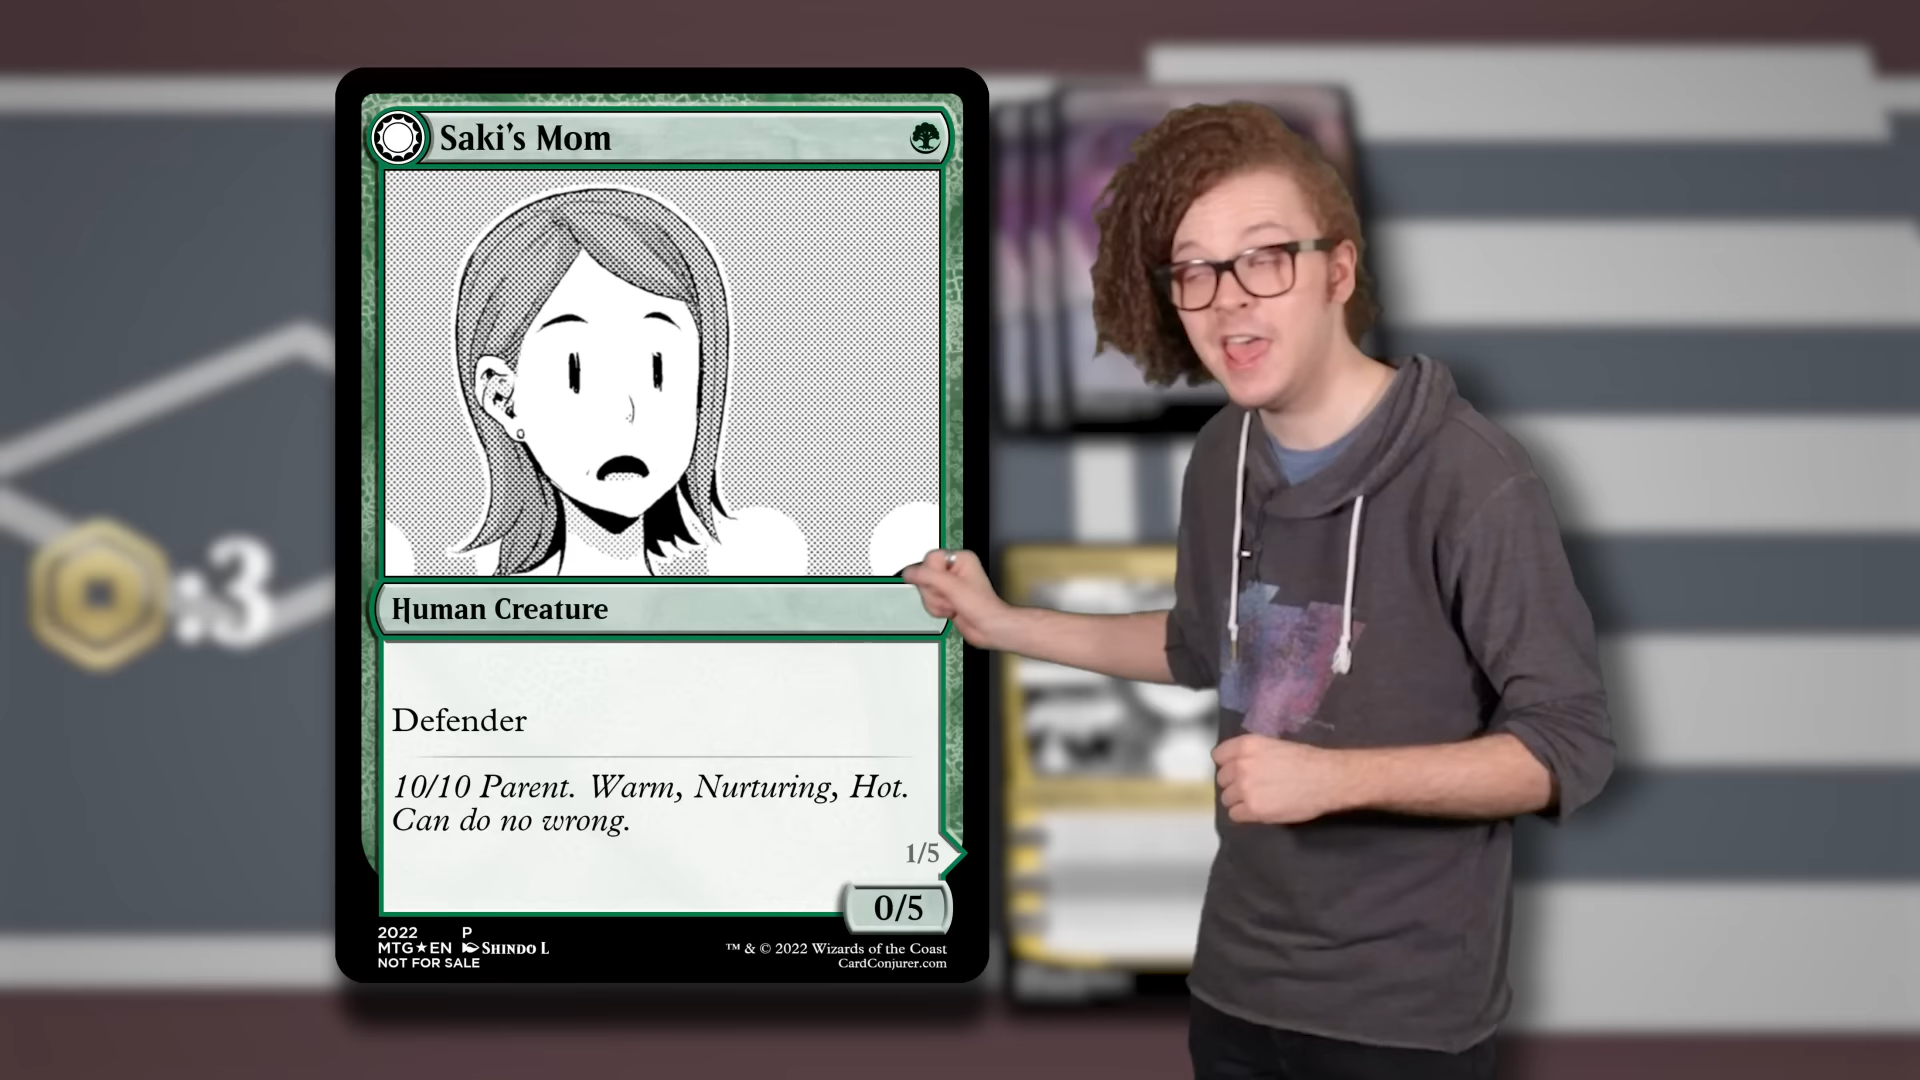 Saki's Mom
:3
Human Creature
Defender
10/10 Parent. Warm, Nurturing, Hot.
Can do no wrong.
1/5
0/5
2022 P
MTG★EN SHINDO L
NOT FOR SALE
™ & © 2022 Wizards of the Coast
CardConjurer.com